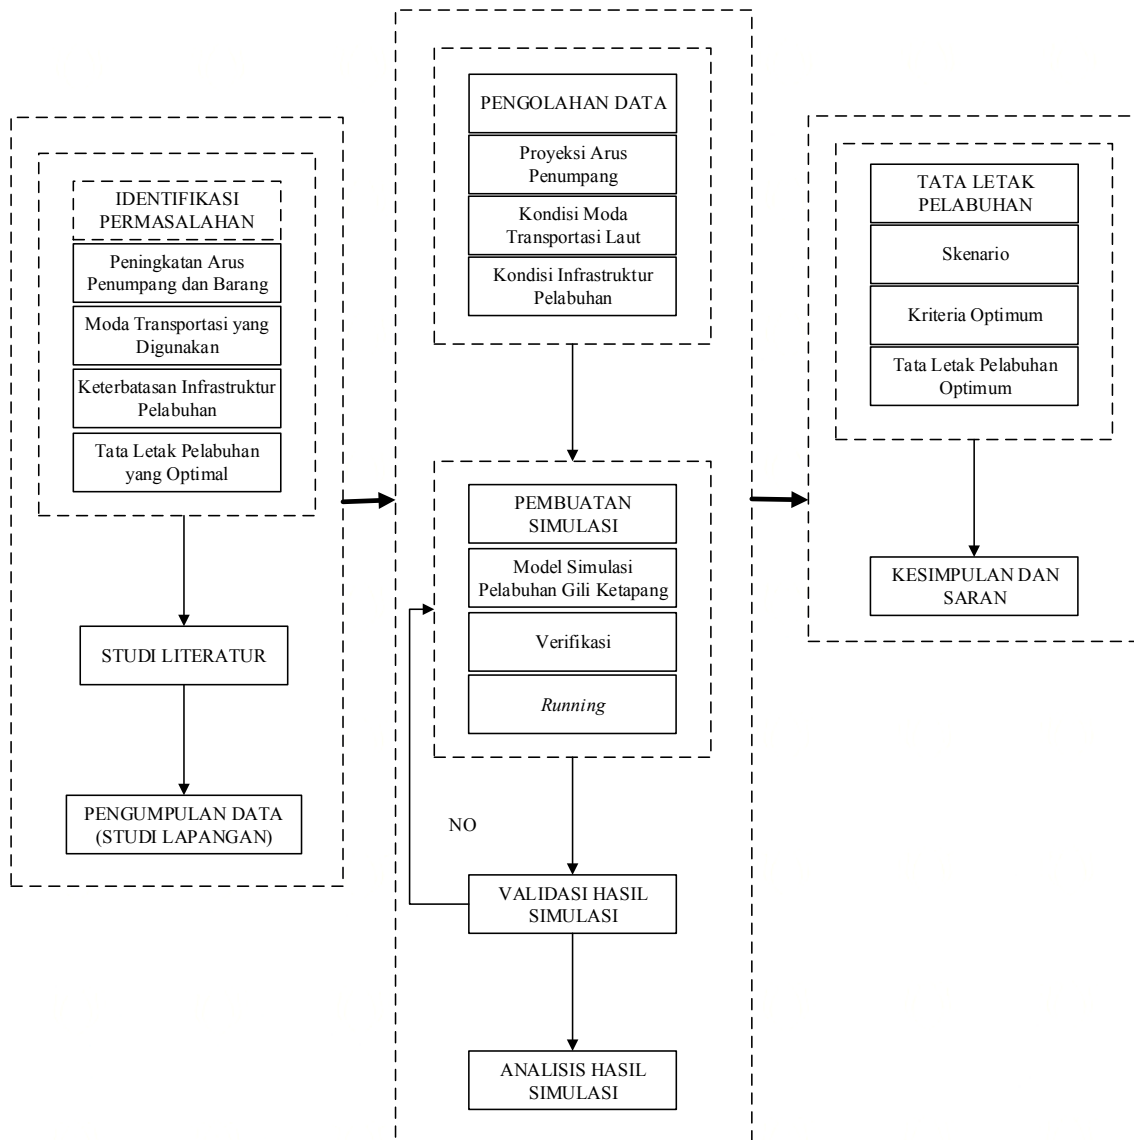 IDENTIFIKASI
PERMASALAHAN
Peningkatan Arus
Penumpang dan Barang
Moda Transportasi yang
Digunakan
Keterbatasan Infrastruktur
Pelabuhan
Tata Letak Pelabuhan
yang Optimal
STUDI LITERATUR
PENGUMPULAN DATA
(STUDI LAPANGAN)
PENGOLAHAN DATA
Proyeksi Arus
Penumpang
Kondisi Moda
Transportasi Laut
Kondisi Infrastruktur
Pelabuhan
PEMBUATAN
SIMULASI
Model Simulasi
Pelabuhan Gili Ketapang
Verifikasi
Running
NO
VALIDASI HASIL
SIMULASI
ANALISIS HASIL
SIMULASI
TATA LETAK
PELABUHAN
Skenario
Kriteria Optimum
Tata Letak Pelabuhan
Optimum
KESIMPULAN DAN
SARAN